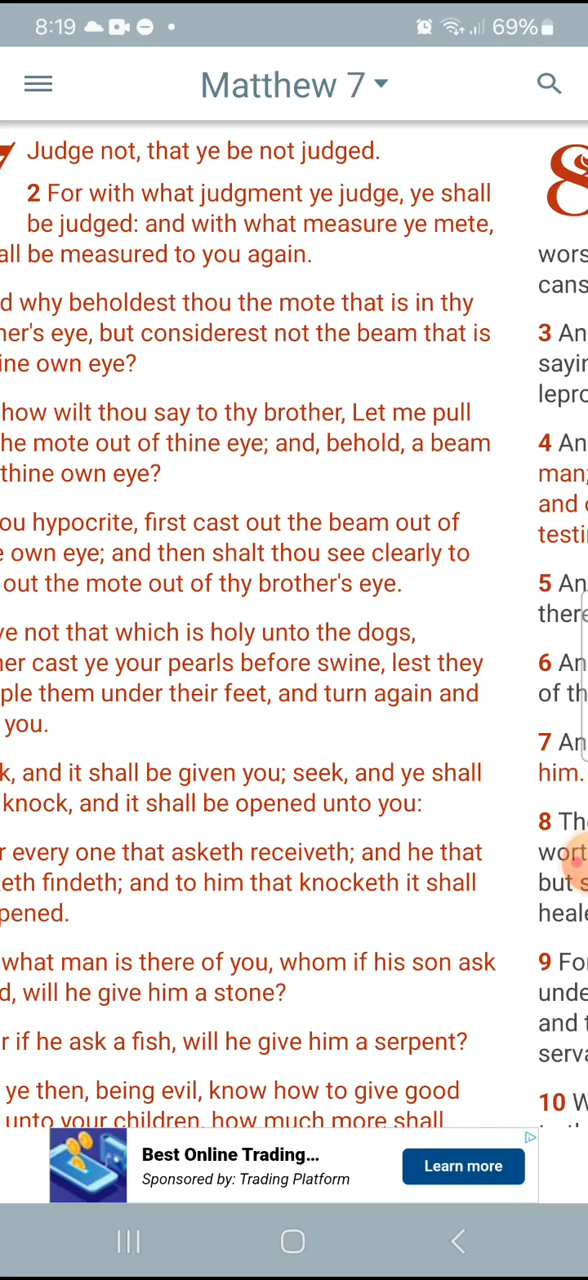 8:19
69%
Matthew 7
Judge not, that ye be not judged.
2 For with what judgment ye judge, ye shall
be judged: and with what measure ye mete,
all be measured to you again.
d why beholdest thou the mote that is in thy
her's eye, but considerest not the beam that is
ine own eye?
how wilt thou say to thy brother, Let me pull
he mote out of thine eye; and, behold, a beam
thine own eye?
ou hypocrite, first cast out the beam out of
e own eye; and then shalt thou see clearly to
out the mote out of thy brother's eye.
ve not that which is holy unto the dogs,
her cast ye your pearls before swine, lest they
ple them under their feet, and turn again and
you.
k, and it shall be given you; seek, and ye shall
knock, and it shall be opened unto you:
r every one that asketh receiveth; and he that
eth findeth; and to him that knocketh it shall
pened.
what man is there of you, whom if his son ask
d, will he give him a stone?
r if he ask a fish, will he give him a serpent?
ye then, being evil, know how to give good
unto your children, how much more shall
8
wors
cans
3 An
sayin
lepro
4 An
man;
and
testi
5 An
there
6 An
of th
7 An
him.
8 Th
wort
but s
heale
9 Fo
unde
and t
serva
10 W
Best Online Trading...
Sponsored by: Trading Platform
Learn more